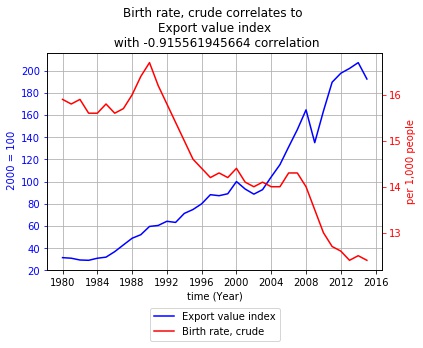 Birth rate, crude correlates to
Export value index
with -0.915561945664 correlation
200
180
160
140
120
100
80
60
40
20
2000 = 100
16
15
14
13
per 1,000 people
1980 1984 1988 1992 1996 2000 2004 2008 2012 2016
time (Year)
Export value index
Birth rate, crude